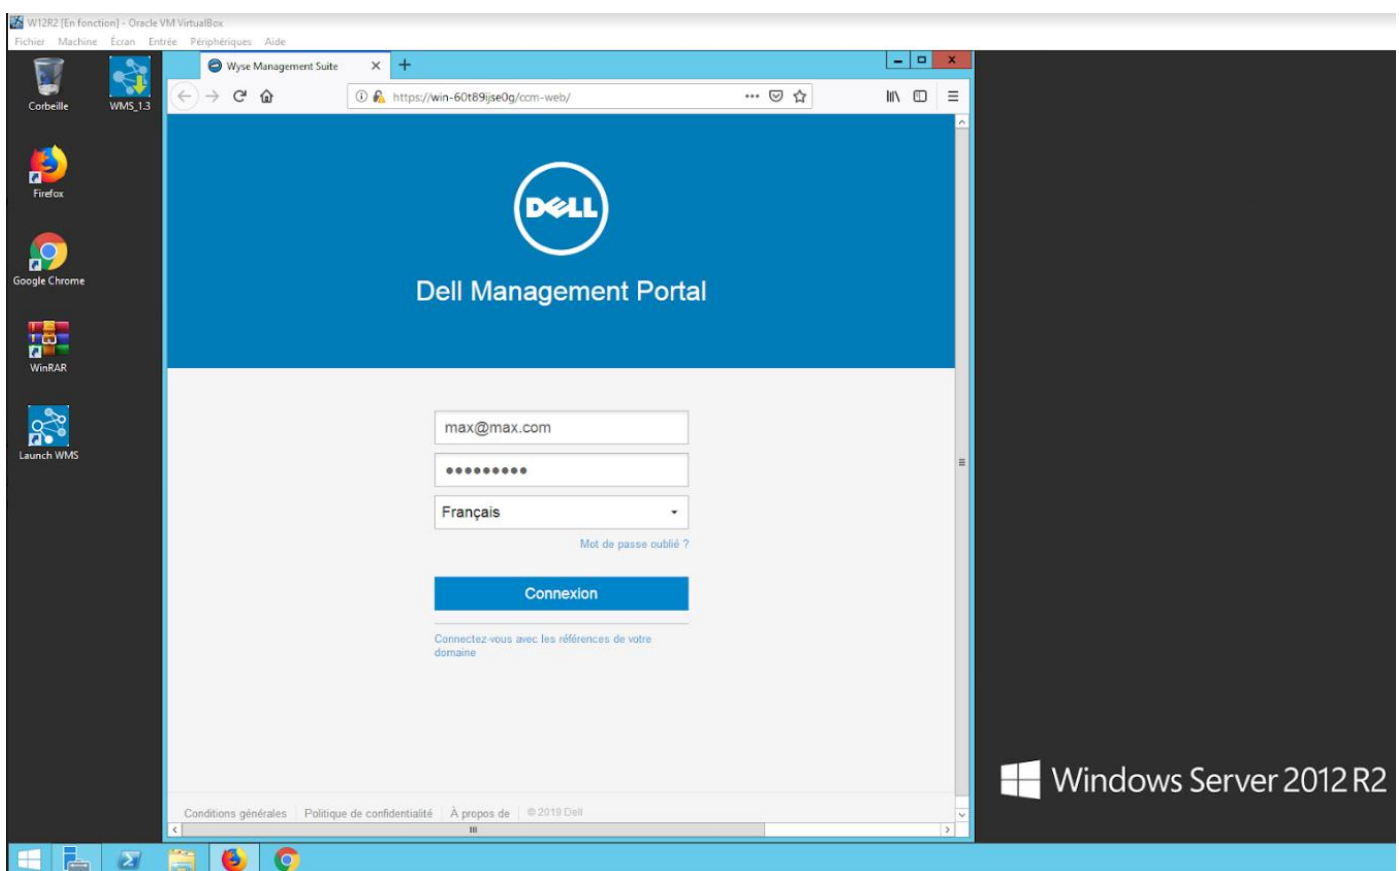 W12R2 [En fonction] - Oracle VM VirtualBox
Fichier Machine Écran Entrée Périphériques Aide
Corbeille
WMS_1.3
Firefox
Google Chrome
WinRAR
Launch WMS
Wyse Management Suite
https://win-60t89ijse0g/ccm-web/
DELL
Dell Management Portal
max@max.com
Français
Mot de passe oublié ?
Connexion
Connectez-vous avec les références de votre
domaine
Conditions générales Politique de confidentialité À propos de © 2019 Dell
Windows Server 2012 R2